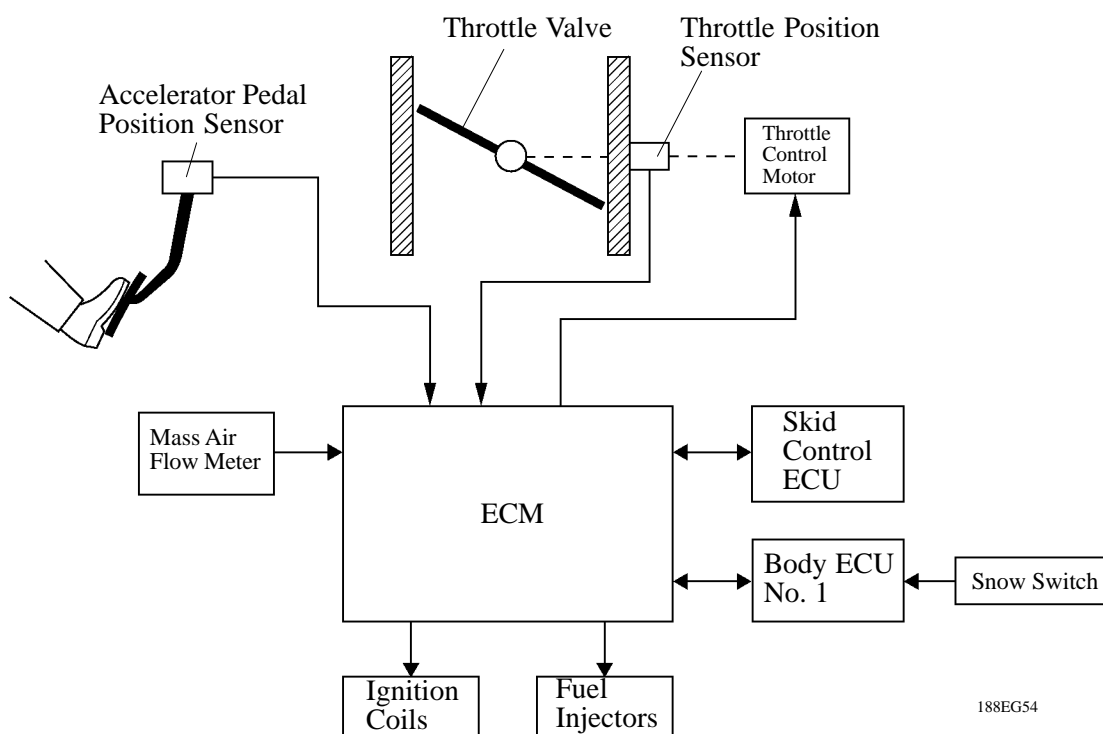 Throttle Valve
Throttle Position
Sensor
Accelerator Pedal
Position Sensor
Throttle
Control
Motor
Mass Air
Flow Meter
ECM
Skid
Control
ECU
Body ECU
No. 1
Snow Switch
Ignition
Coils
Fuel
Injectors
188EG54